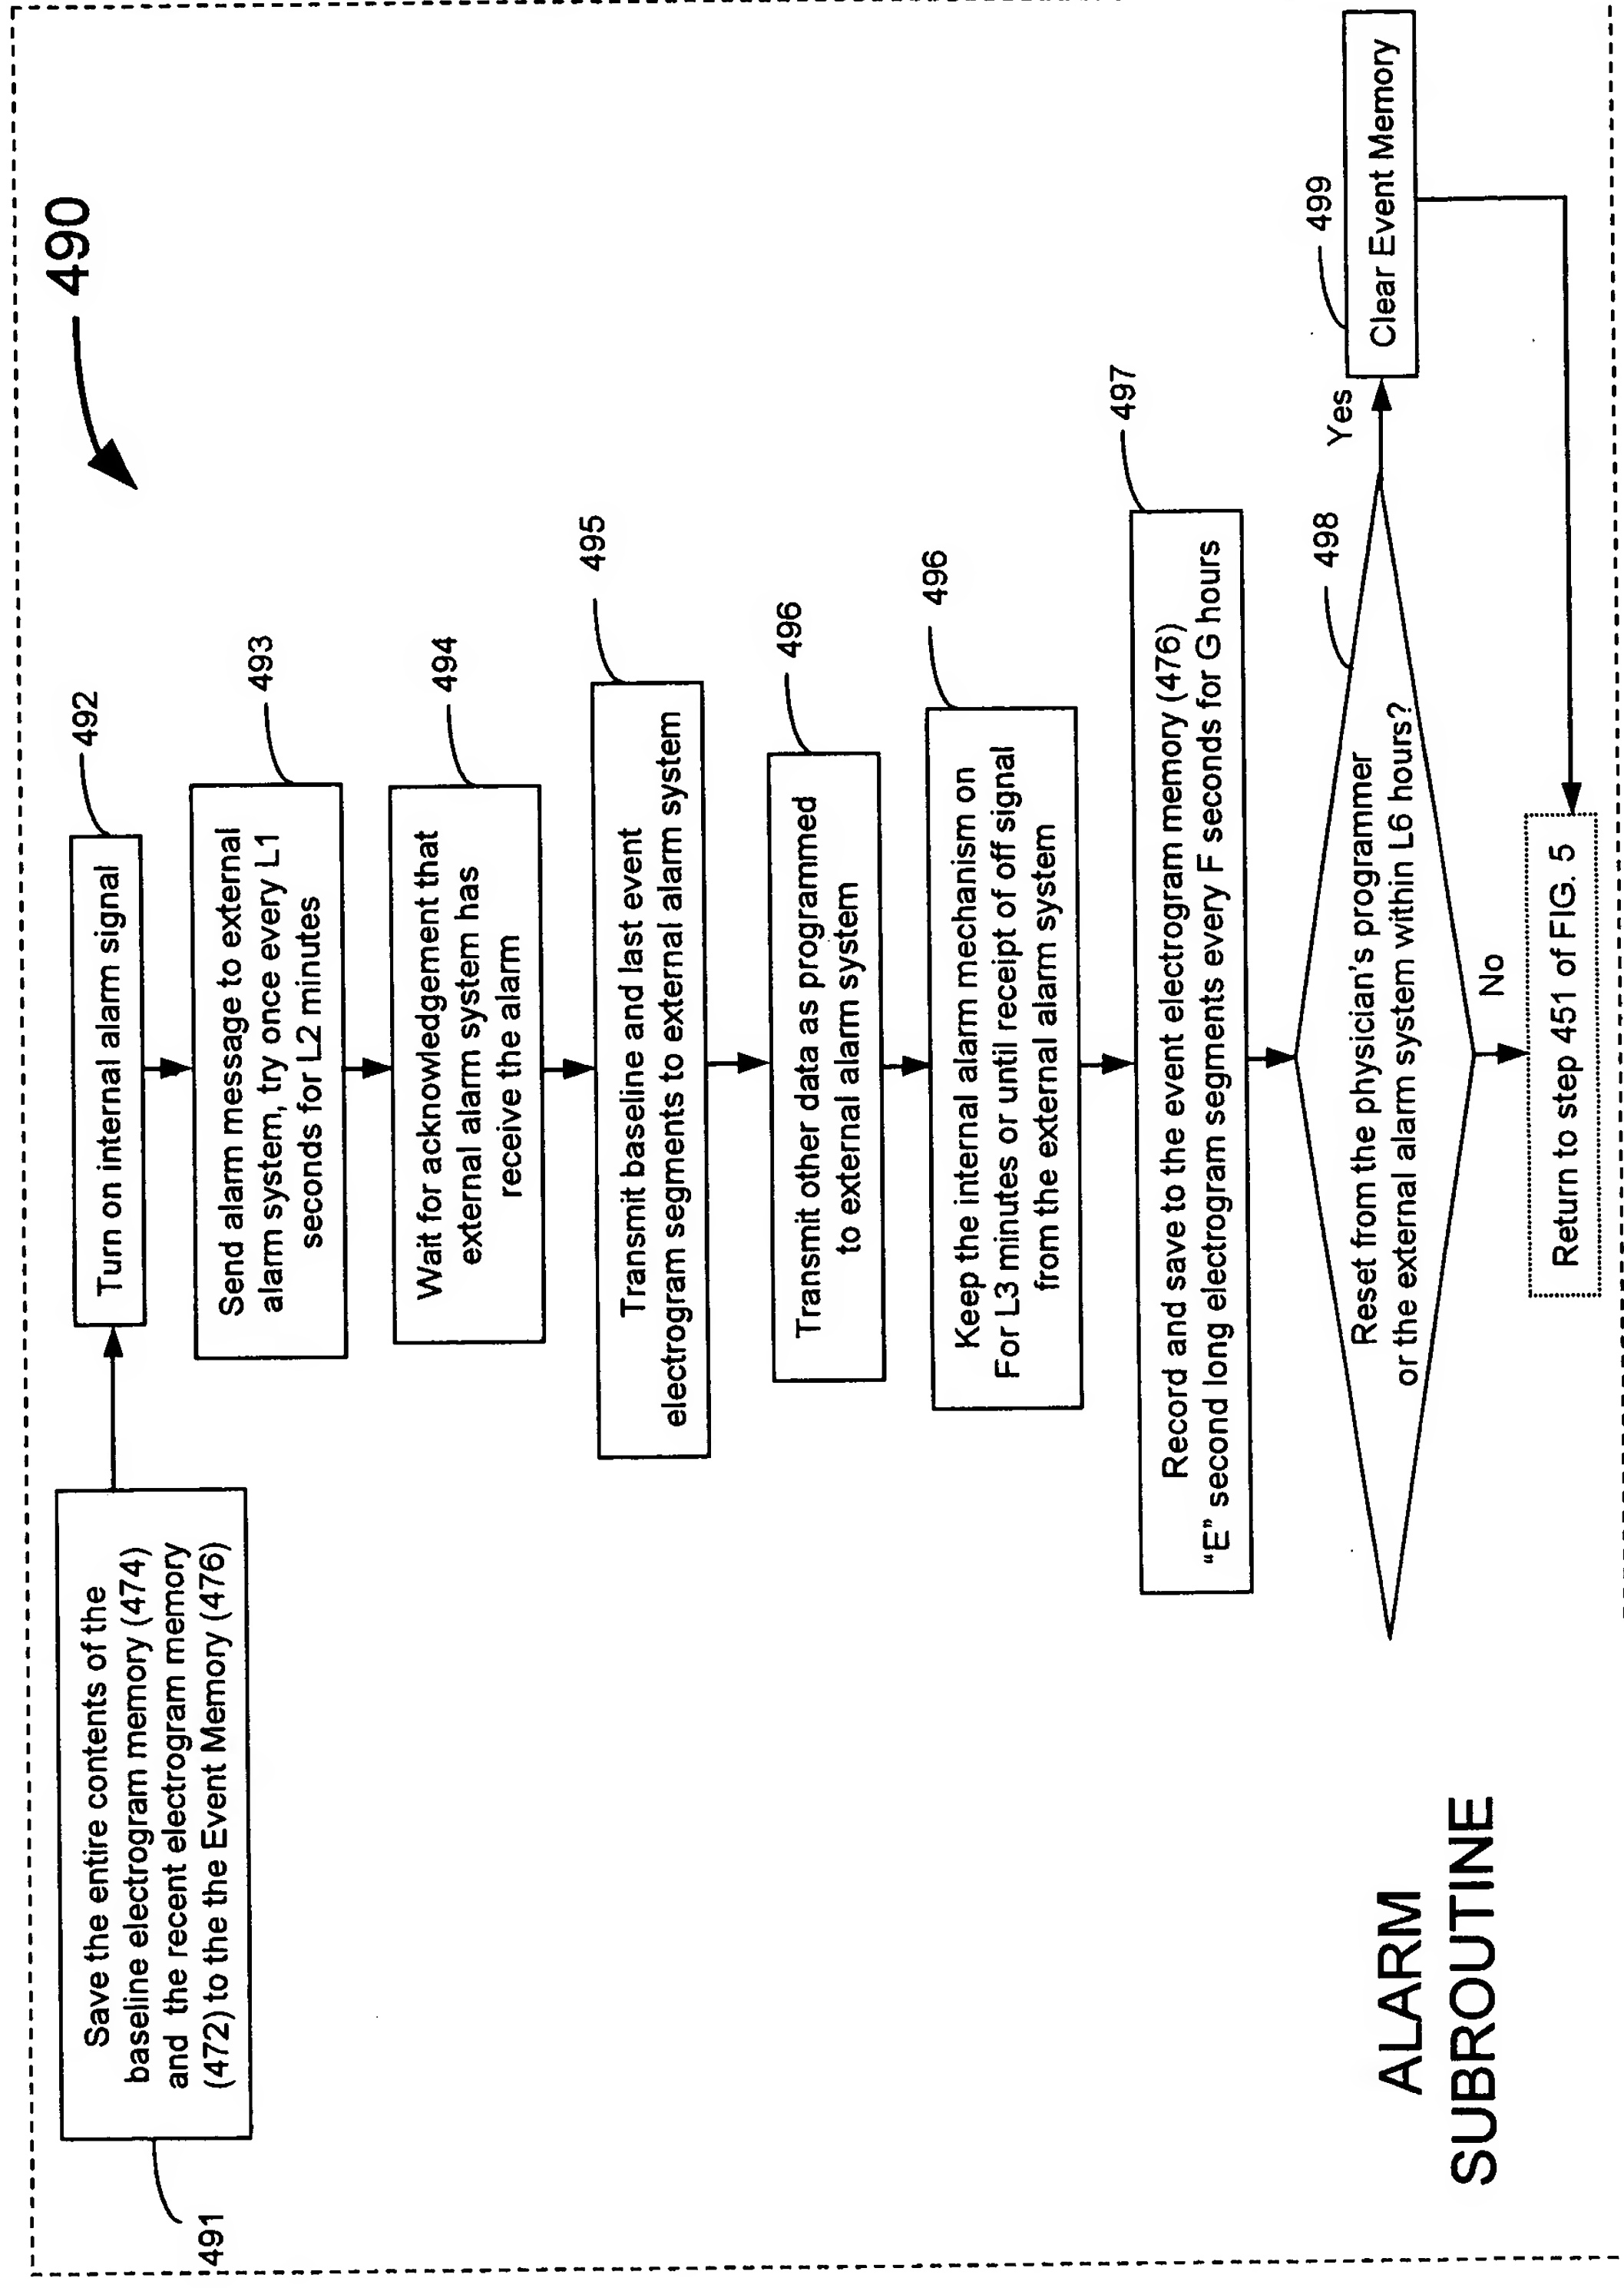 490
491
Save the entire contents of the
baseline electrogram memory (474)
and the recent electrogram memory
(472) to the the Event Memory (476)
492
Turn on internal alarm signal
493
Send alarm message to external
alarm system, try once every L1
seconds for L2 minutes
494
Wait for acknowledgement that
external alarm system has
receive the alarm
495
Transmit baseline and last event
electrogram segments to external alarm system
496
Transmit other data as programmed
to external alarm system
496
Keep the internal alarm mechanism on
For L3 minutes or until receipt of off signal
from the external alarm system
497
Record and save to the event electrogram memory (476)
“E” second long electrogram segments every F seconds for G hours
498
Reset from the physician's programmer
or the external alarm system within L6 hours?
Yes
499
Clear Event Memory
No
Return to step 451 of FIG. 5
ALARM
SUBROUTINE